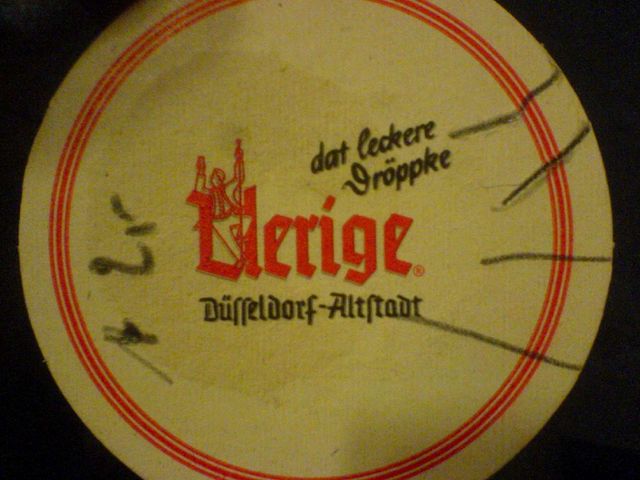 dat leckere
Dröppke
Uerige®
Düſſeldorf-Altſtadt